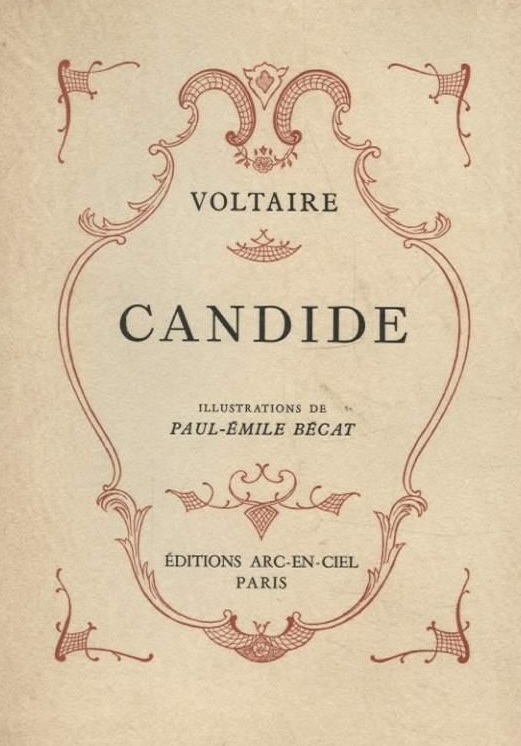 VOLTAIRE
CANDIDE
ILLUSTRATIONS DE
PAUL-ÉMILE BÉCAT
ÉDITIONS ARC-EN-CIEL
PARIS